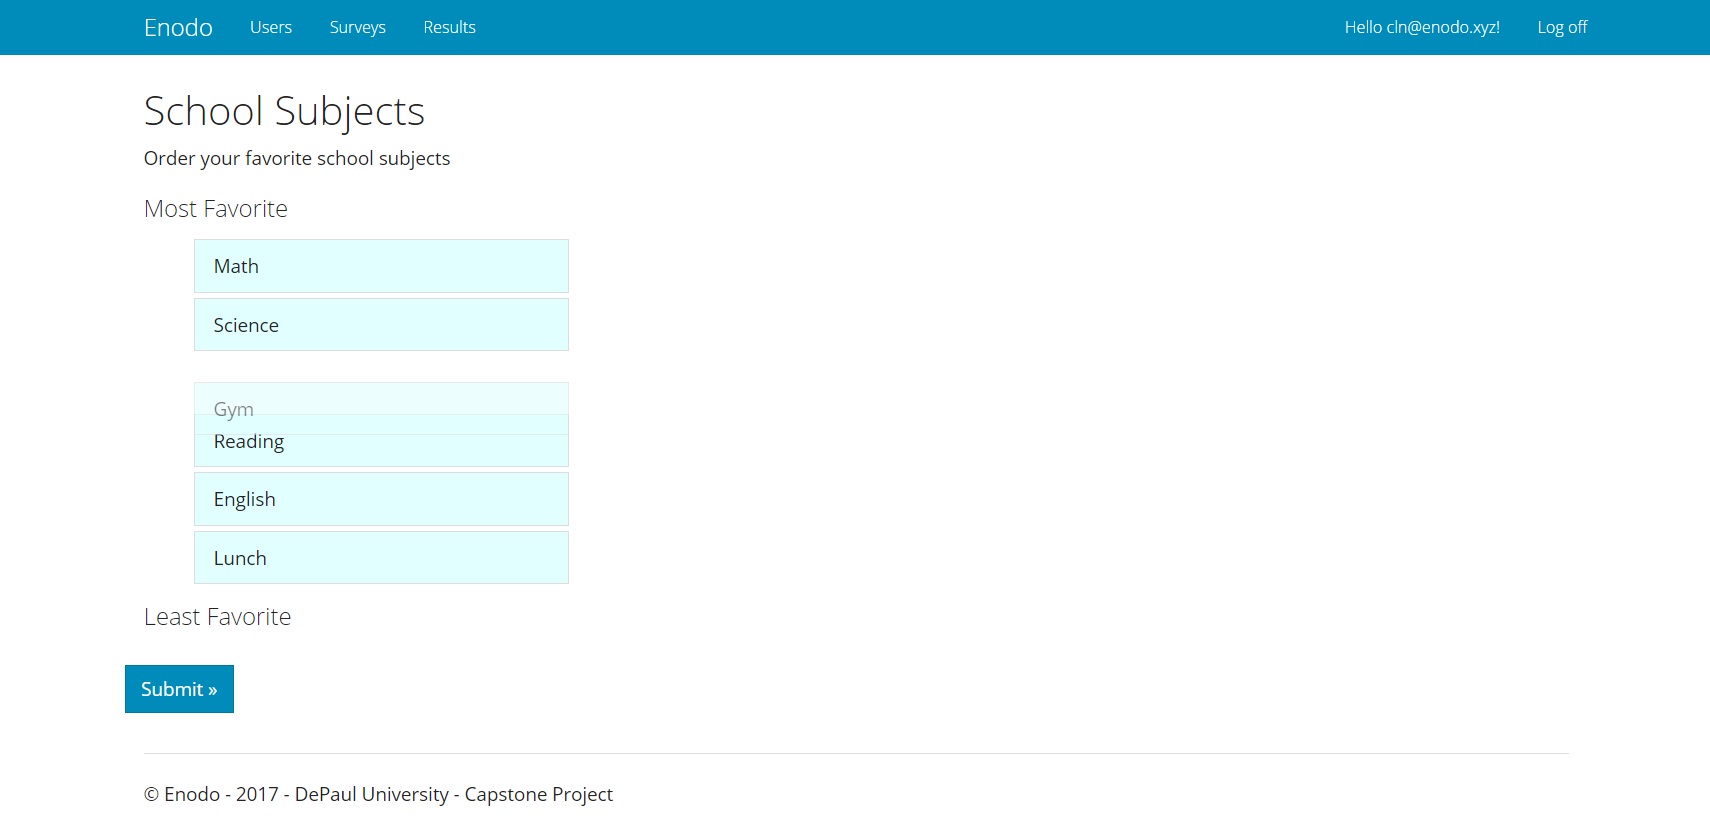 Enodo Users Surveys Results Hello cln@enodo.xyz! Log off
School Subjects
Order your favorite school subjects
Most Favorite
Math
Science
Gym
Reading
English
Lunch
Least Favorite
Submit »
© Enodo - 2017 - DePaul University - Capstone Project